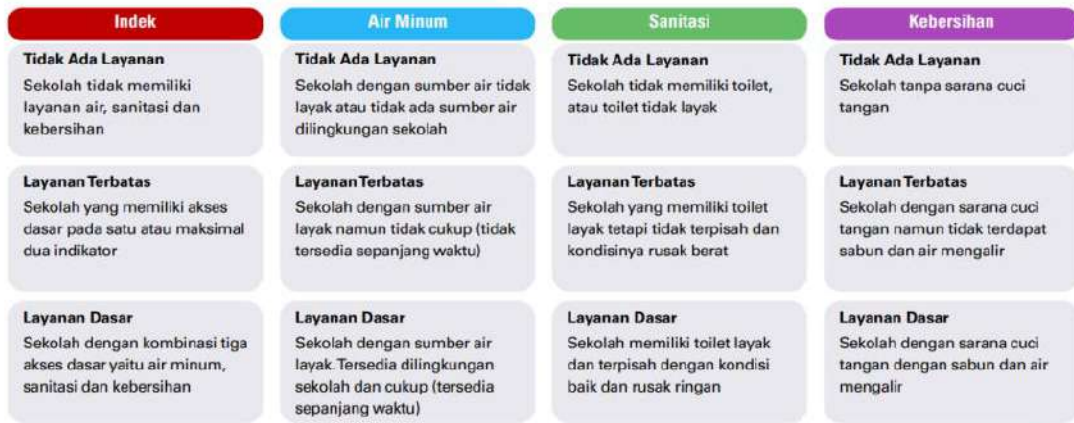 Indek
Air Minum
Sanitasi
Kebersihan
Tidak Ada Layanan
Sekolah tidak memiliki
layanan air, sanitasi dan
kebersihan
Tidak Ada Layanan
Sekolah dengan sumber air tidak
layak atau tidak ada sumber air
dilingkungan sekolah
Tidak Ada Layanan
Sekolah tidak memiliki toilet,
atau toilet tidak layak
Tidak Ada Layanan
Sekolah tanpa sarana cuci
tangan
Layanan Terbatas
Sekolah yang memiliki akses
dasar pada satu atau maksimal
dua indikator
Layanan Terbatas
Sekolah dengan sumber air
layak namun tidak cukup (tidak
tersedia sepanjang waktu)
Layanan Terbatas
Sekolah yang memiliki toilet
layak tetapi tidak terpisah dan
kondisinya rusak berat
Layanan Terbatas
Sekolah dengan sarana cuci
tangan namun tidak terdapat
sabun dan air mengalir
Layanan Dasar
Sekolah dengan kombinasi tiga
akses dasar yaitu air minum,
sanitasi dan kebersihan
Layanan Dasar
Sekolah dengan sumber air
layak. Tersedia dilingkungan
sekolah dan cukup (tersedia
sepanjang waktu)
Layanan Dasar
Sekolah memiliki toilet layak
dan terpisah dengan kondisi
baik dan rusak ringan
Layanan Dasar
Sekolah dengan sarana cuci
tangan dengan sabun dan air
mengalir